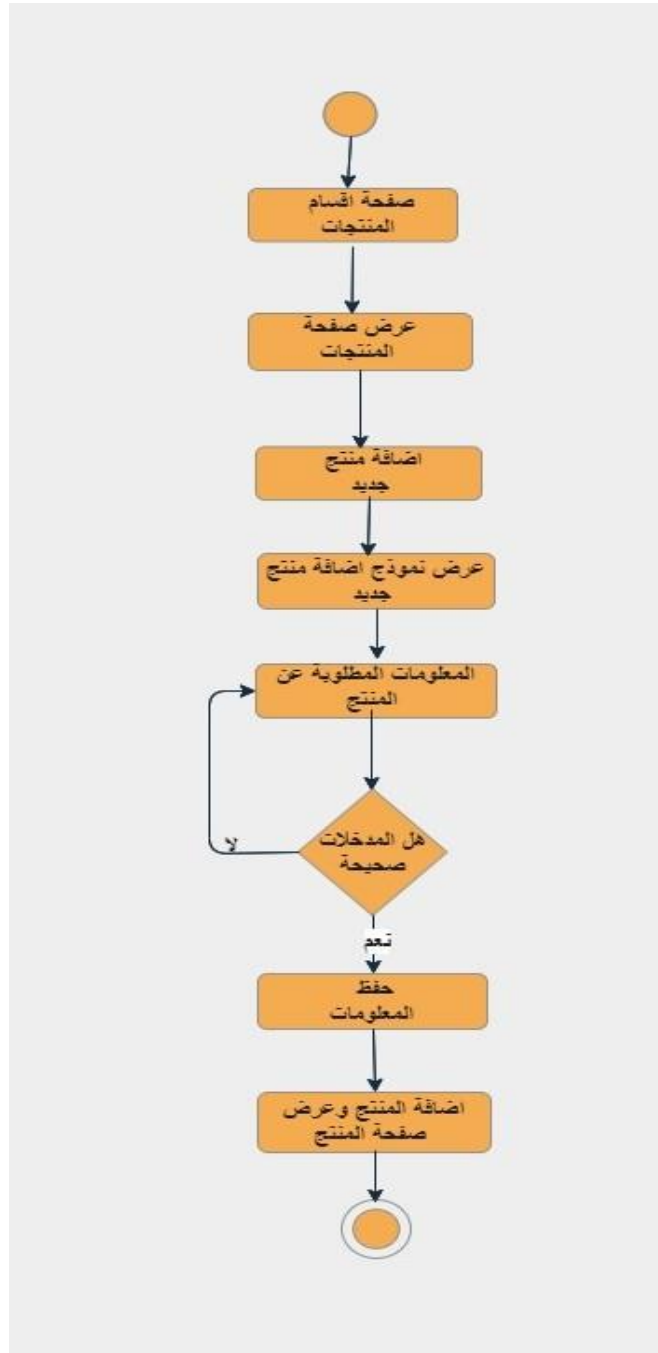 صفحة اقسام
المنتجات
عرض صفحة
المنتجات
اضافة منتج
جديد
عرض نموذج اضافة منتج
جديد
المعلومات المطلوبة عن
المنتج
هل المدخلات
صحيحة
لا
نعم
حفظ
المعلومات
اضافة المنتج وعرض
صفحة المنتج